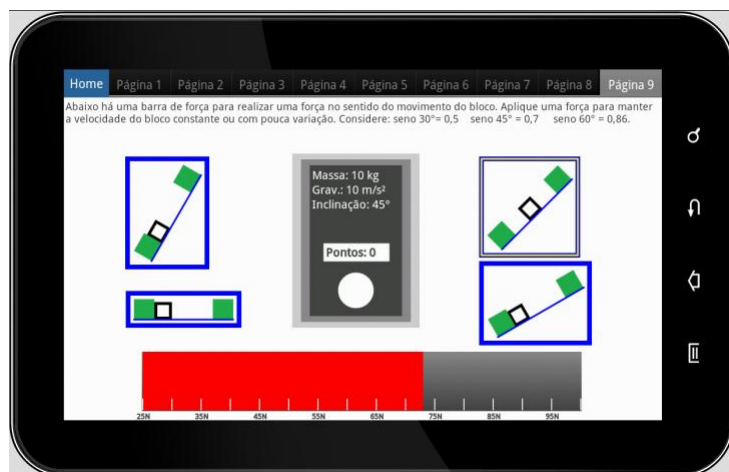 Home Página 1 Página 2 Página 3 Página 4 Página 5 Página 6 Página 7 Página 8 Página 9
Abaixo há uma barra de força para realizar uma força no sentido do movimento do bloco. Aplique uma força para manter
a velocidade do bloco constante ou com pouca variação. Considere: seno 30°= 0,5 seno 45° = 0,7 seno 60° = 0,86.
Massa: 10 kg
Grav.: 10 m/s²
Inclinação: 45°
Pontos: 0
25N 35N 45N 55N 65N 75N 85N 95N